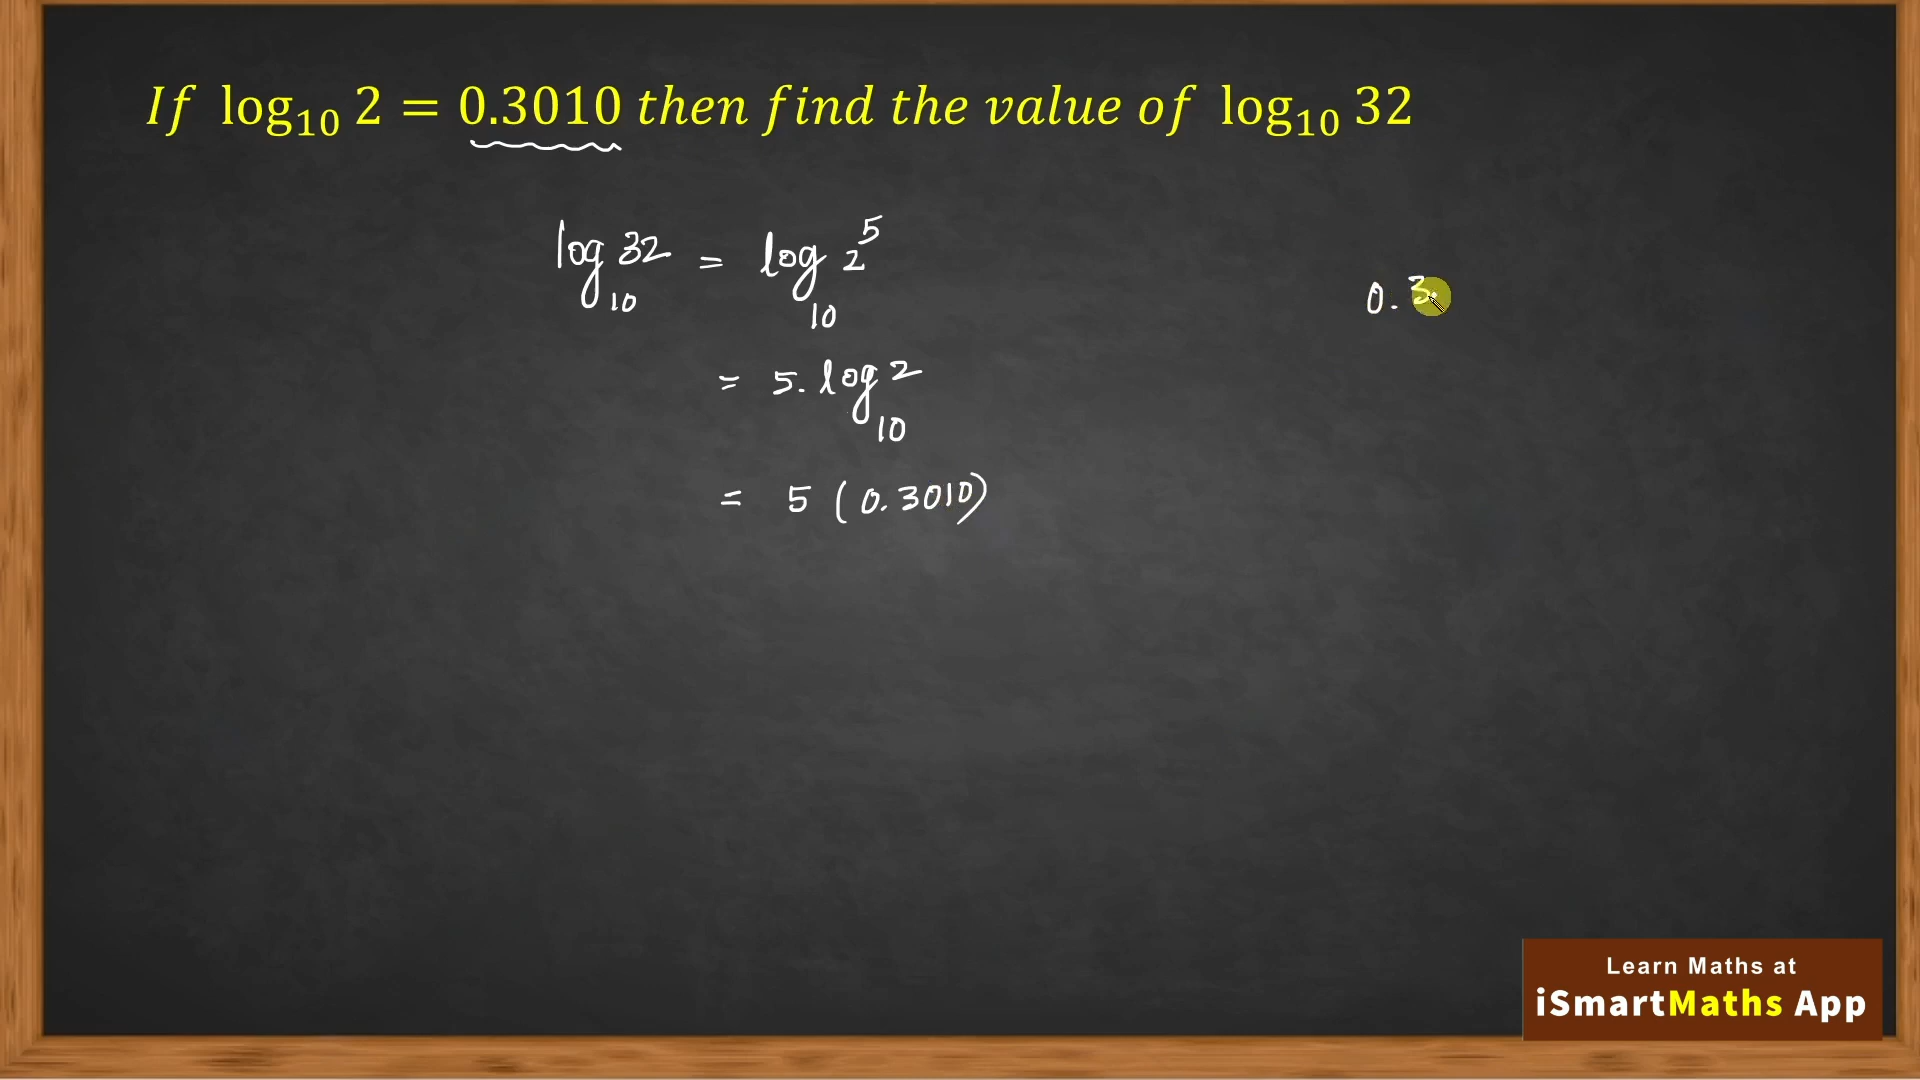 If log₁₀ 2 = 0.3010 then find the value of log₁₀ 32
log₁₀ 32 = log₁₀ 2⁵
0.3
= 5. log₁₀ 2
= 5 (0.3010)
Learn Maths at
iSmartMaths App